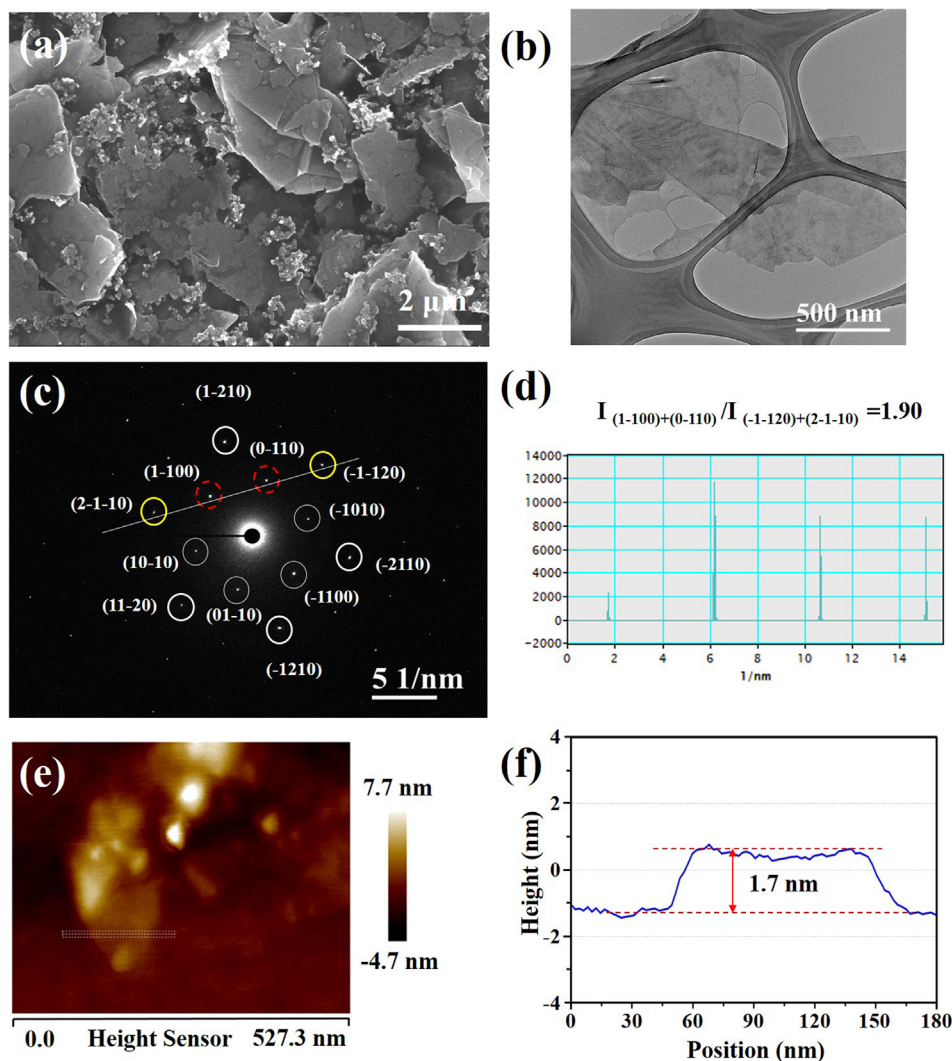 (a)
2 μm
(b)
500 nm
(c)
(1-210)
(0-110)
(-1-120)
(1-100)
(2-1-10)
(-1010)
(10-10)
(-2110)
(-1100)
(11-20)
(01-10)
(-1210)
5 1/nm
(d)
I (1-100)+(0-110) /I (-1-120)+(2-1-10) =1.90
14000
12000
10000
8000
6000
4000
2000
0
-2000
0 2 4 6 8 10 12 14
1/nm
(e)
7.7 nm
-4.7 nm
0.0 Height Sensor 527.3 nm
(f)
Height (nm)
4
2
0
-2
-4
1.7 nm
0 30 60 90 120 150 180
Position (nm)